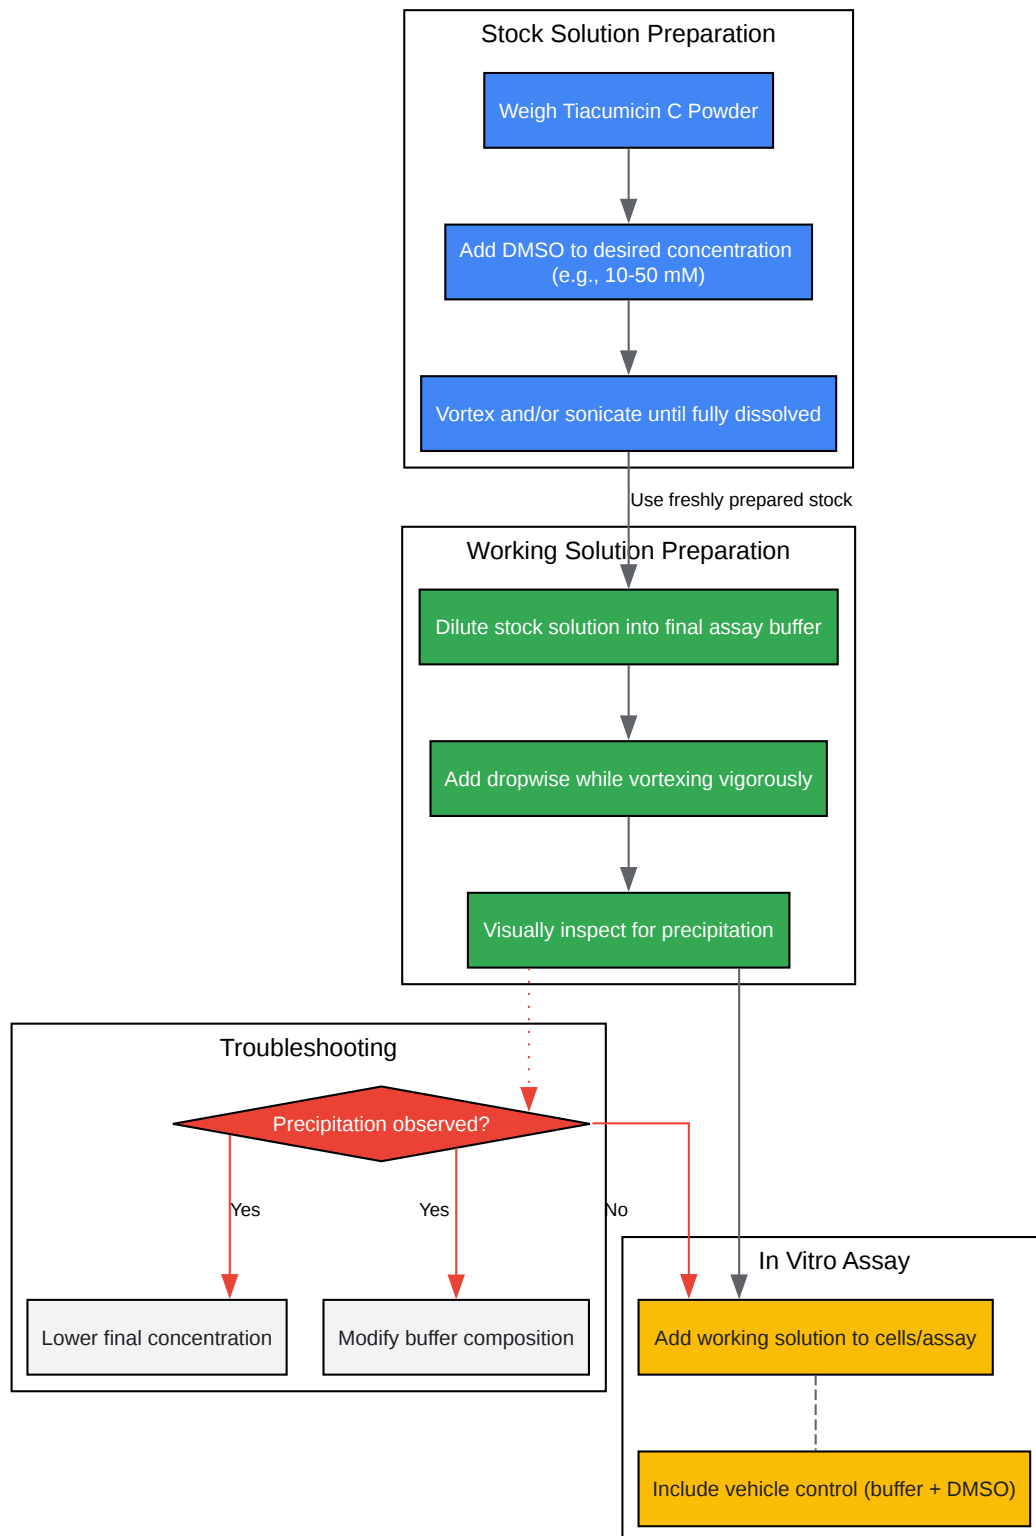 Stock Solution Preparation
Weigh Tiacumicin C Powder
Add DMSO to desired concentration
(e.g., 10-50 mM)
Vortex and/or sonicate until fully dissolved
Use freshly prepared stock
Working Solution Preparation
Dilute stock solution into final assay buffer
Add dropwise while vortexing vigorously
Visually inspect for precipitation
Troubleshooting
Precipitation observed?
Yes
Yes
No
Lower final concentration
Modify buffer composition
In Vitro Assay
Add working solution to cells/assay
Include vehicle control (buffer + DMSO)